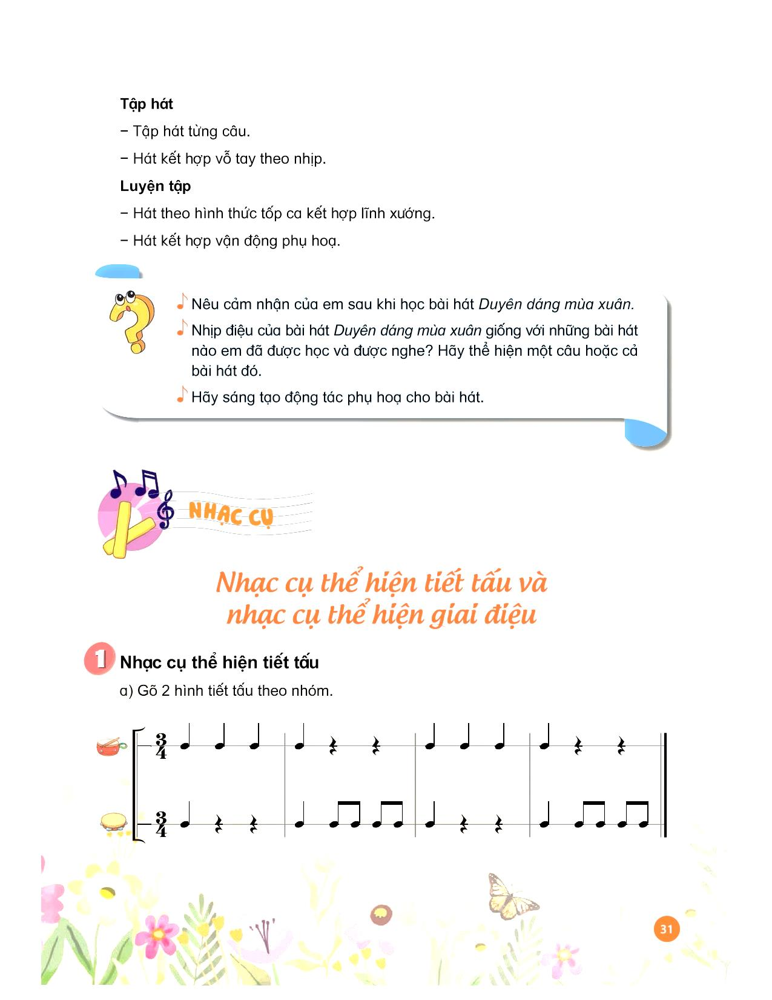 Tập hát
– Tập hát từng câu.
– Hát kết hợp vỗ tay theo nhịp.
Luyện tập
– Hát theo hình thức tốp ca kết hợp lĩnh xướng.
– Hát kết hợp vận động phụ hoạ.
Nêu cảm nhận của em sau khi học bài hát Duyên dáng mùa xuân.
Nhịp điệu của bài hát Duyên dáng mùa xuân giống với những bài hát
nào em đã được học và được nghe? Hãy thể hiện một câu hoặc cả
bài hát đó.
Hãy sáng tạo động tác phụ hoạ cho bài hát.
NHẠC CỤ
Nhạc cụ thể hiện tiết tấu và
nhạc cụ thể hiện giai điệu
1 Nhạc cụ thể hiện tiết tấu
a) Gõ 2 hình tiết tấu theo nhóm.
3
4
3
4
31